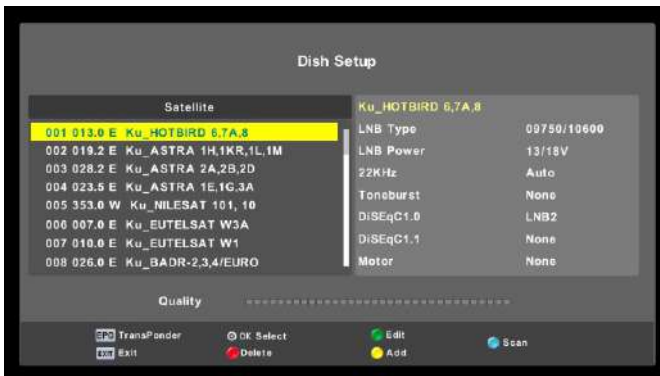 Dish Setup
Satellite
001 013.0 E Ku_HOTBIRD 6,7A,8
002 019.2 E Ku_ASTRA 1H,1KR,1L,1M
003 028.2 E Ku_ASTRA 2A,2B,2D
004 023.5 E Ku_ASTRA 1E,1G,3A
005 353.0 W Ku_NILESAT 101, 10
006 007.0 E Ku_EUTELSAT W3A
007 010.0 E Ku_EUTELSAT W1
008 026.0 E Ku_BADR-2,3,4/EURO
Ku_HOTBIRD 6,7A,8
LNB Type 09750/10600
LNB Power 13/18V
22KHz Auto
Toneburst None
DiSEqC1.0 LNB2
DiSEqC1.1 None
Motor None
Quality
EPG TransPonder OK Select Edit Scan
EXIT Exit Delete Add